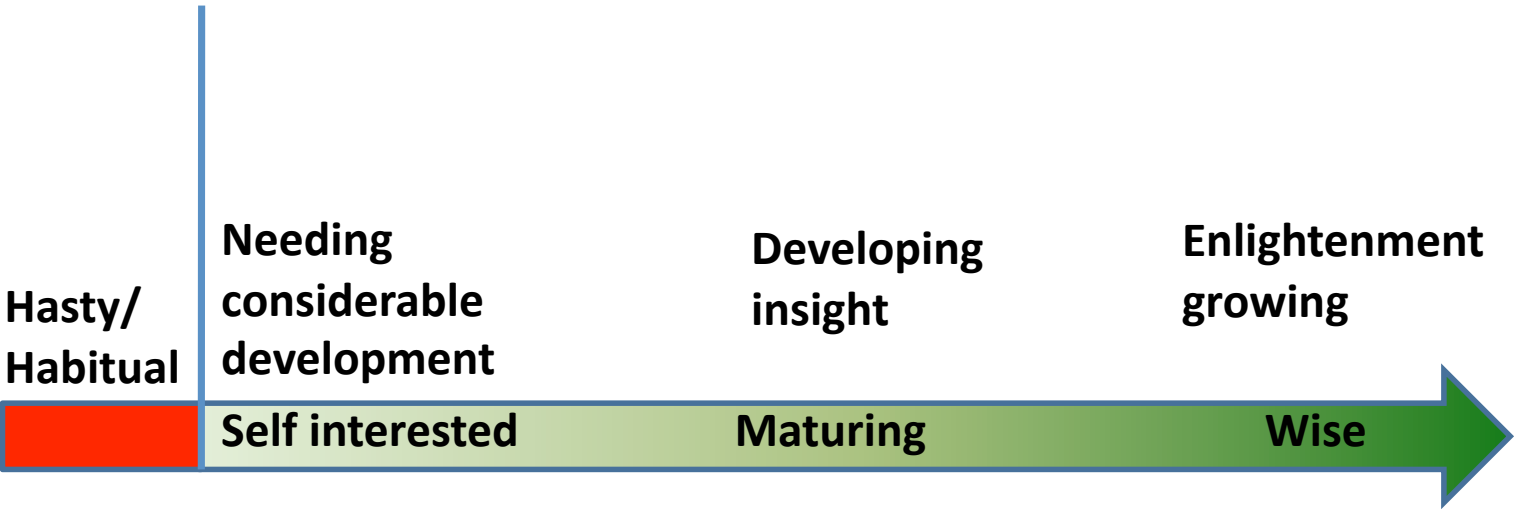 Hasty/
Habitual
Needing
considerable
development
Developing
insight
Enlightenment
growing
Self interested
Maturing
Wise